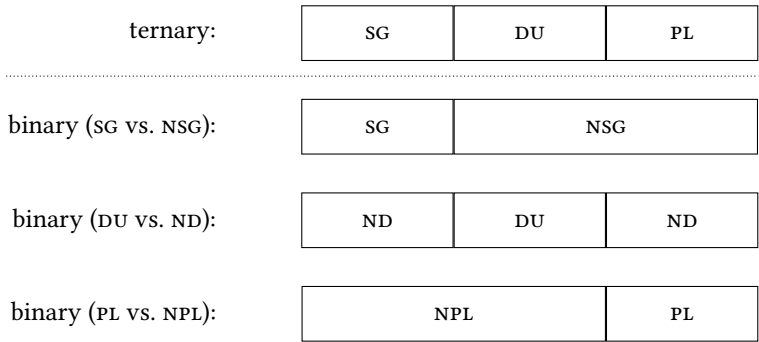 ternary: SG DU PL
binary (SG vs. NSG): SG NSG
binary (DU vs. ND): ND DU ND
binary (PL vs. NPL): NPL PL